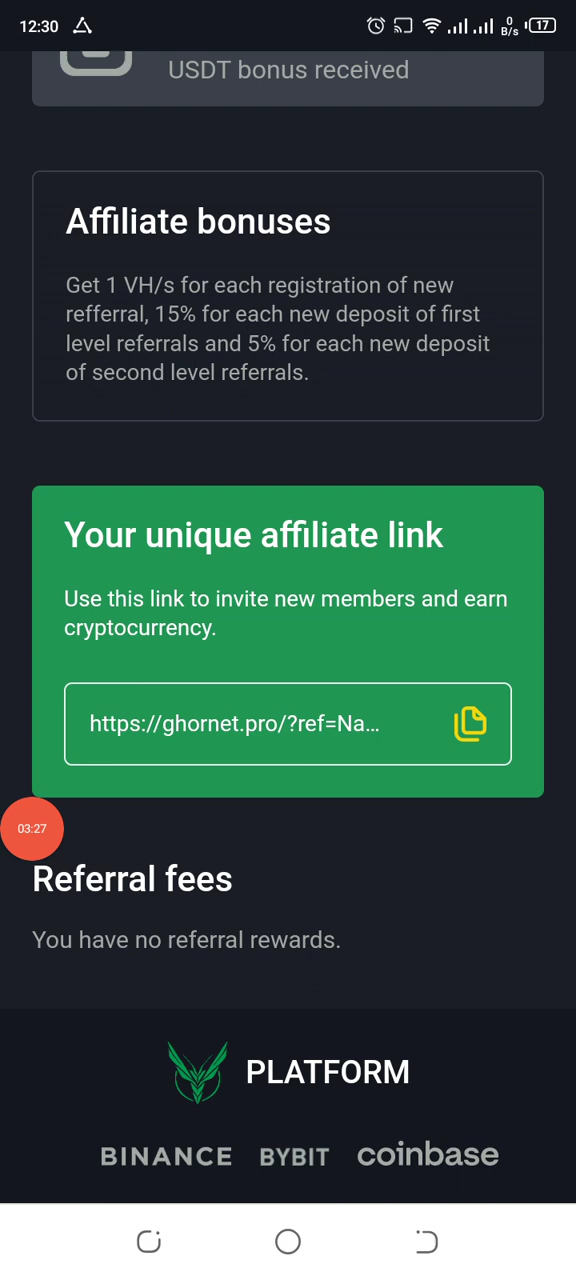 12:30
0
B/s
17
USDT bonus received
Affiliate bonuses
Get 1 VH/s for each registration of new
refferral, 15% for each new deposit of first
level referrals and 5% for each new deposit
of second level referrals.
Your unique affiliate link
Use this link to invite new members and earn
cryptocurrency.
https://ghornet.pro/?ref=Na...
03:27
Referral fees
You have no referral rewards.
PLATFORM
BINANCE BYBIT coinbase